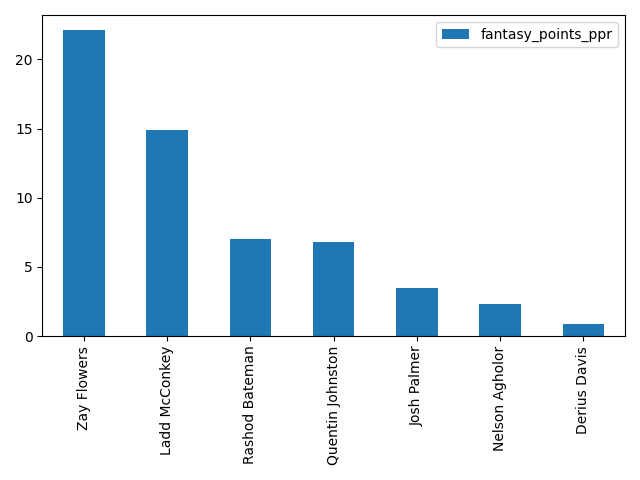 fantasy_points_ppr
20
15
10
5
0
Zay Flowers
Ladd McConkey
Rashod Bateman
Quentin Johnston
Josh Palmer
Nelson Agholor
Derius Davis